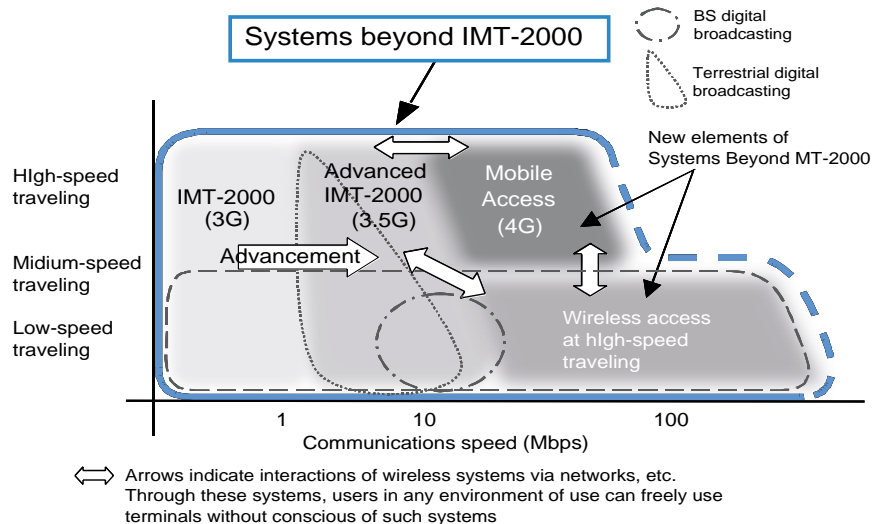 Systems beyond IMT-2000
BS digital
broadcasting
Terrestrial digital
broadcasting
New elements of
Systems Beyond MT-2000
HIgh-speed
traveling
Midium-speed
traveling
Low-speed
traveling
IMT-2000
(3G)
Advanced
IMT-2000
(3.5G)
Mobile
Access
(4G)
Advancement
Wireless access
at hIgh-speed
traveling
1
10
100
Communications speed (Mbps)
Arrows indicate interactions of wireless systems via networks, etc.
Through these systems, users in any environment of use can freely use
terminals without conscious of such systems